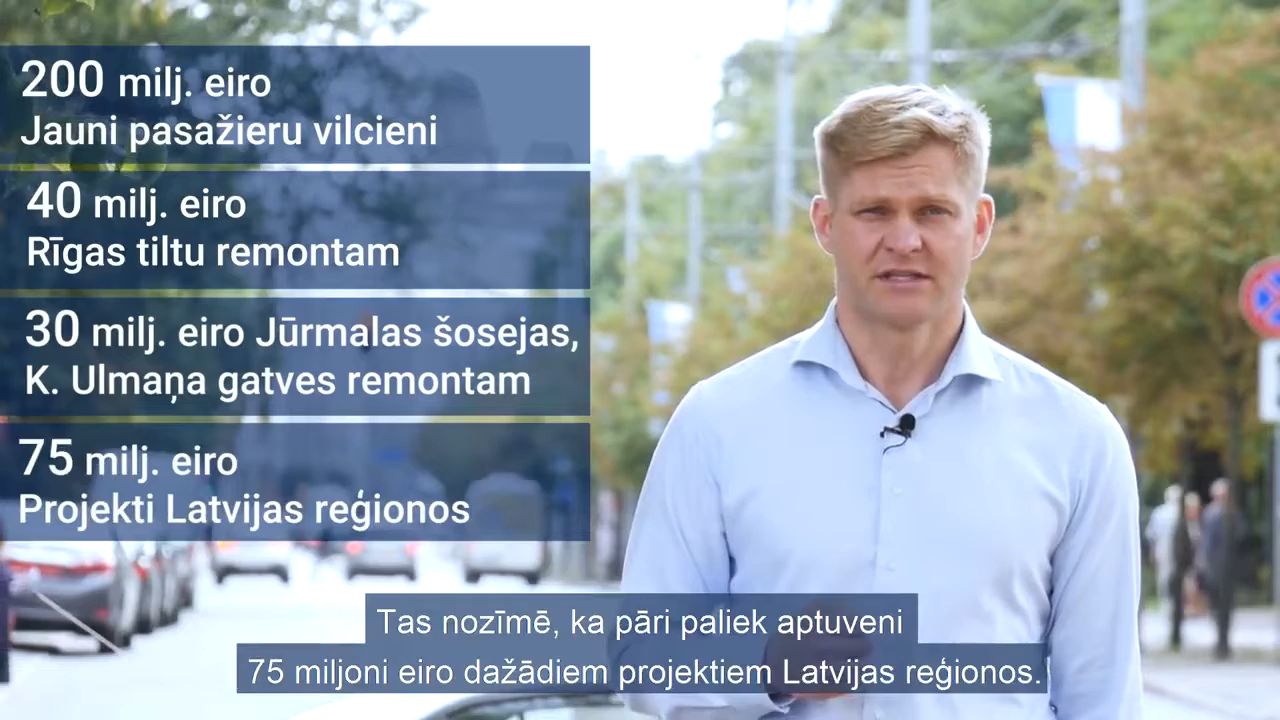 200 milj. eiro
Jauni pasažieru vilcieni
40 milj. eiro
Rīgas tiltu remontam
30 milj. eiro Jūrmalas šosejas,
K. Ulmaņa gatves remontam
75 milj. eiro
Projekti Latvijas reģionos
Tas nozīmē, ka pāri paliek aptuveni
75 miljoni eiro dažādiem projektiem Latvijas reģionos.